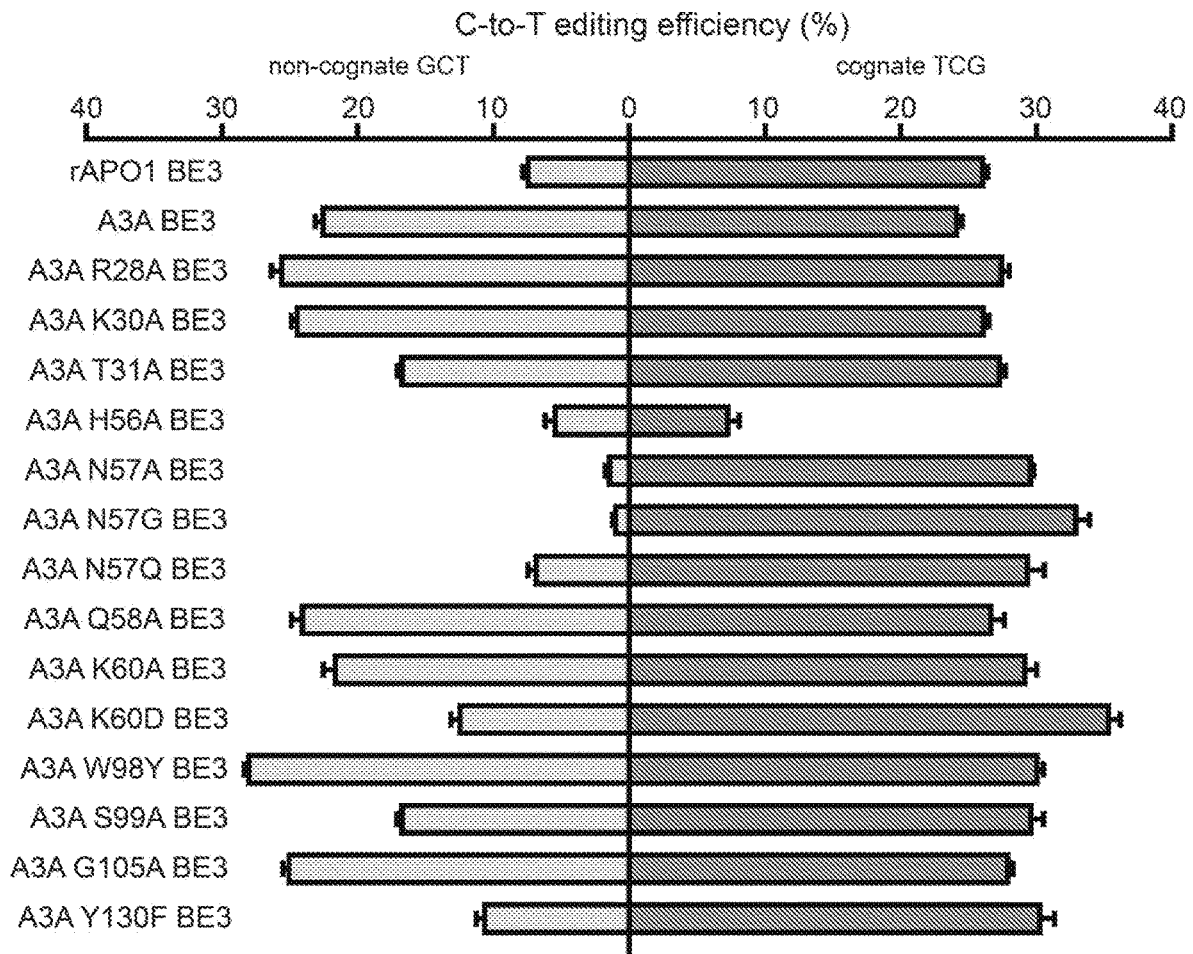 C-to-T editing efficiency (%)
non-cognate GCT cognate TCG
40 30 20 10 0 10 20 30 40
rAPO1 BE3
A3A BE3
A3A R28A BE3
A3A K30A BE3
A3A T31A BE3
A3A H56A BE3
A3A N57A BE3
A3A N57G BE3
A3A N57Q BE3
A3A Q58A BE3
A3A K60A BE3
A3A K60D BE3
A3A W98Y BE3
A3A S99A BE3
A3A G105A BE3
A3A Y130F BE3